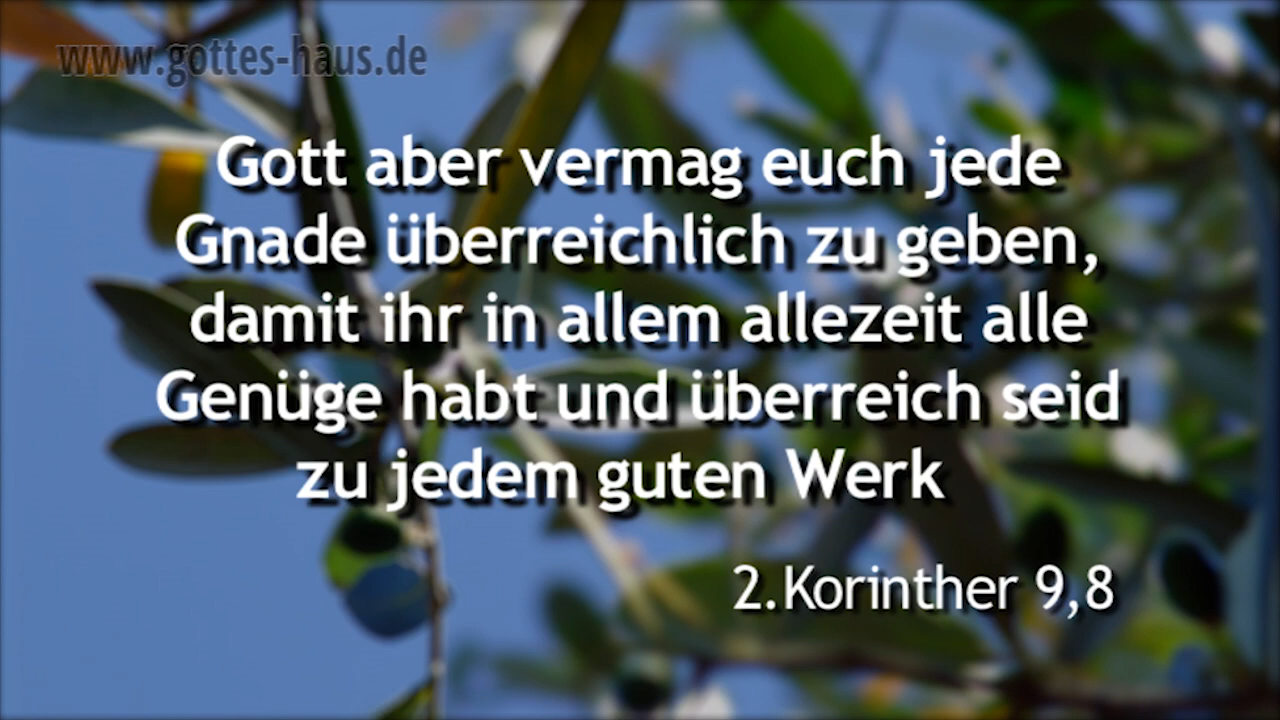 www.gottes-haus.de
Gott aber vermag euch jede
Gnade überreichlich zu geben,
damit ihr in allem allezeit alle
Genüge habt und überreich seid
zu jedem guten Werk
2.Korinther 9,8